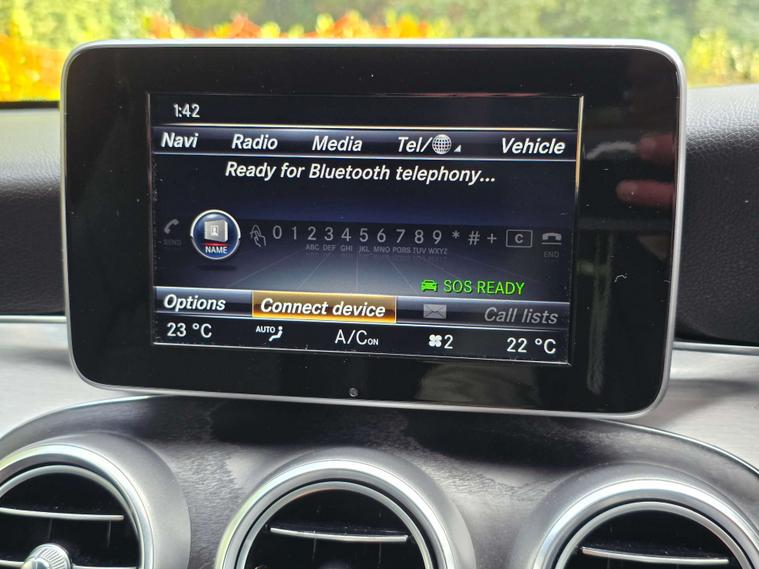 1:42
Navi Radio Media Tel/ Vehicle
Ready for Bluetooth telephony...
SEND NAME 0 1 2 3 4 5 6 7 8 9 * # + C END
ABC DEF GHI JKL MNO PQRS TUV WXYZ
SOS READY
Options Connect device Call lists
23 °C AUTO A/C ON 2 22 °C